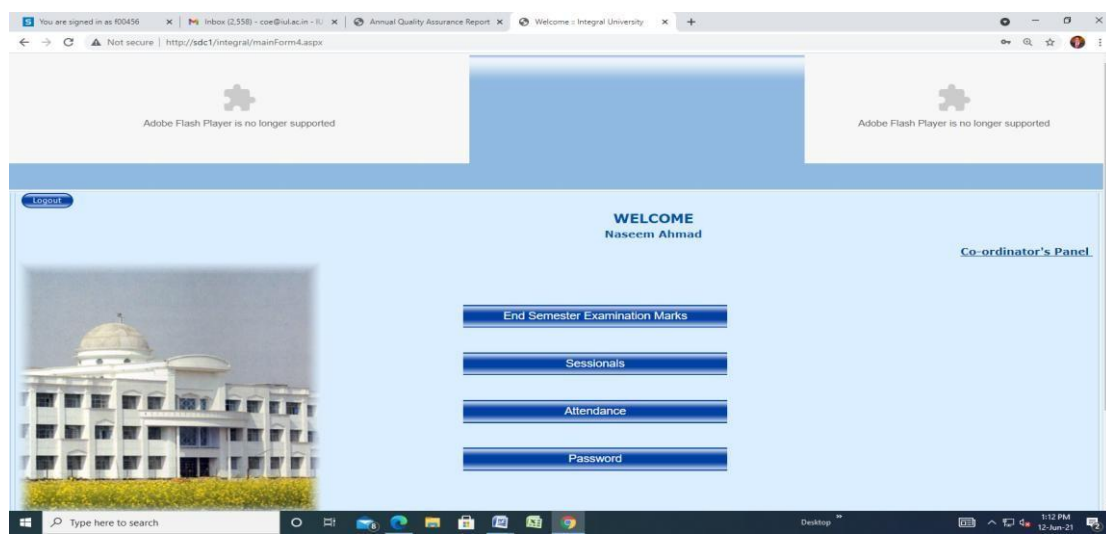 You are signed in as f00456
Inbox (2,558) - coe@iul.ac.in - IU
Annual Quality Assurance Report
Welcome :: Integral University
Not secure | http://sdc1/integral/mainForm4.aspx
Adobe Flash Player is no longer supported
Adobe Flash Player is no longer supported
Logout
WELCOME
Naseem Ahmad
Co-ordinator's Panel
End Semester Examination Marks
Sessionals
Attendance
Password
Type here to search
Desktop
1:12 PM
12-Jun-21